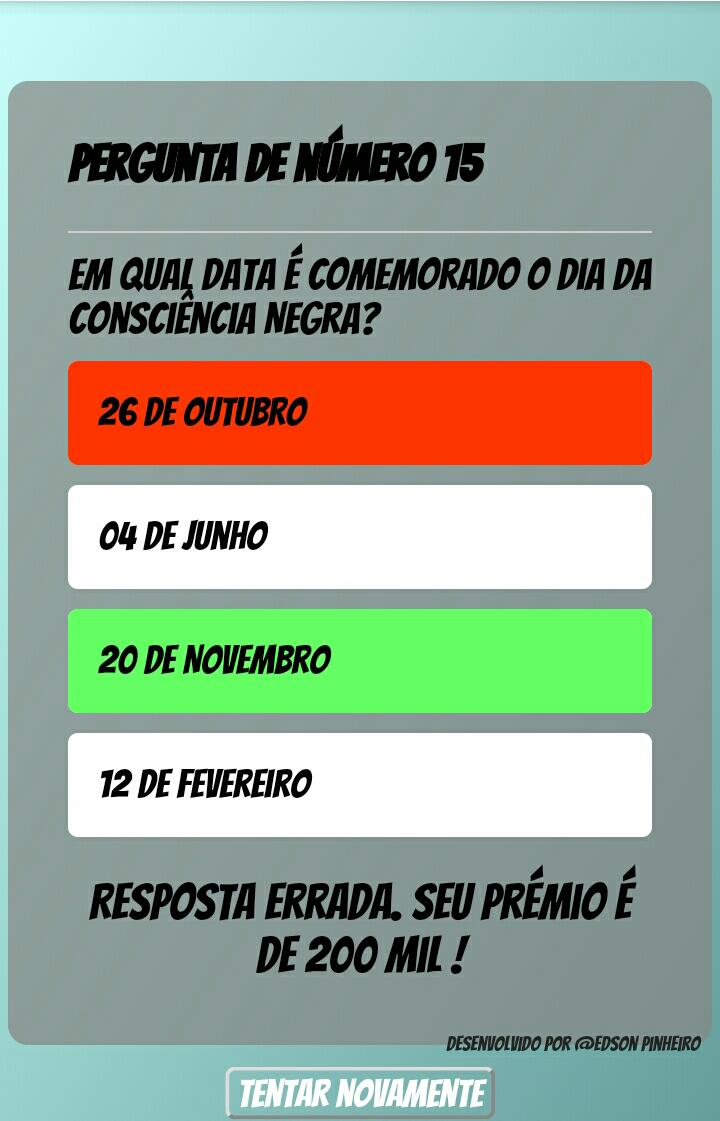 PERGUNTA DE NÚMERO 15
EM QUAL DATA É COMEMORADO O DIA DA
CONSCIÊNCIA NEGRA?
26 DE OUTUBRO
04 DE JUNHO
20 DE NOVEMBRO
12 DE FEVEREIRO
RESPOSTA ERRADA. SEU PRÉMIO É
DE 200 MIL !
DESENVOLVIDO POR @EDSON PINHEIRO
TENTAR NOVAMENTE